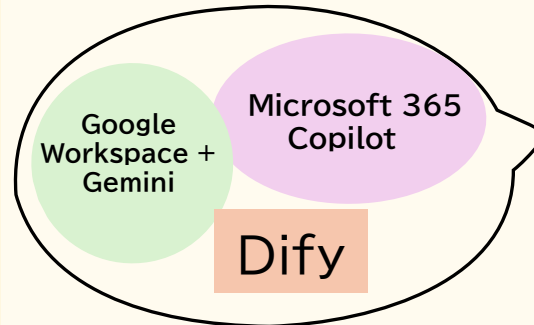 Google
Workspace +
Gemini
Microsoft 365
Copilot
Dify